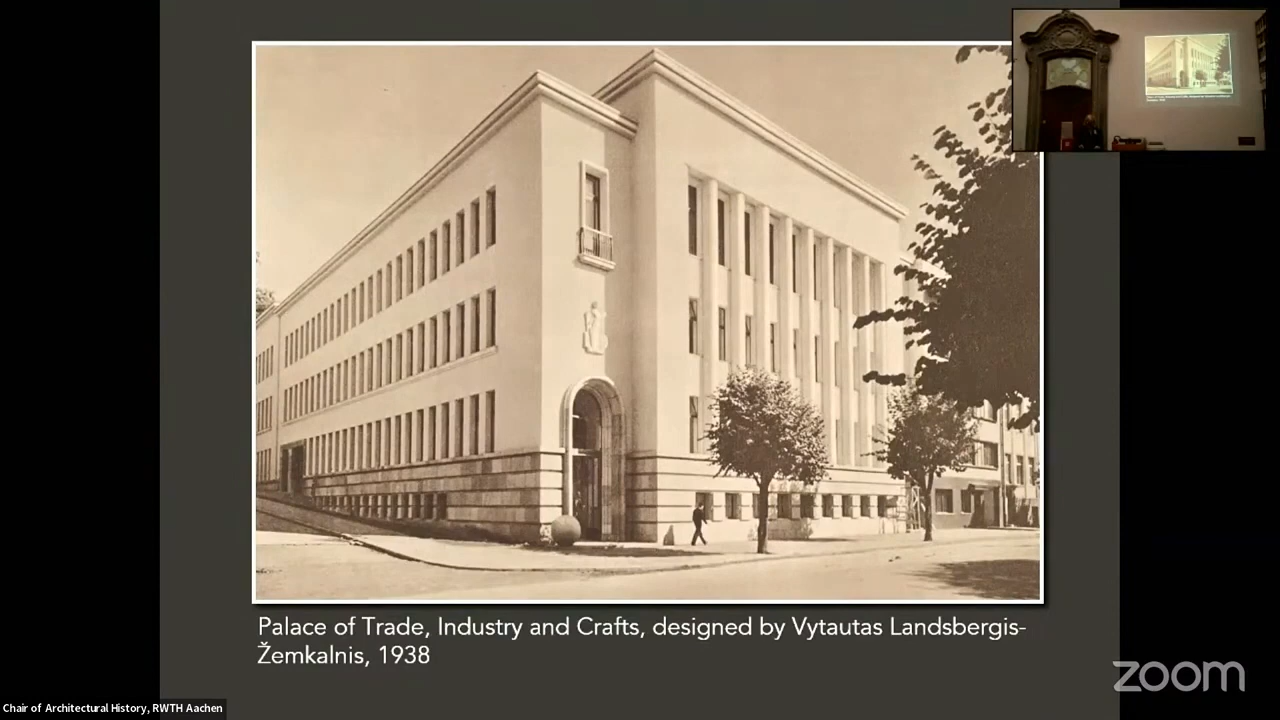 Palace of Trade, Industry and Crafts, designed by Vytautas Landsbergis-
Žemkalnis, 1938
zoom
Chair of Architectural History, RWTH Aachen